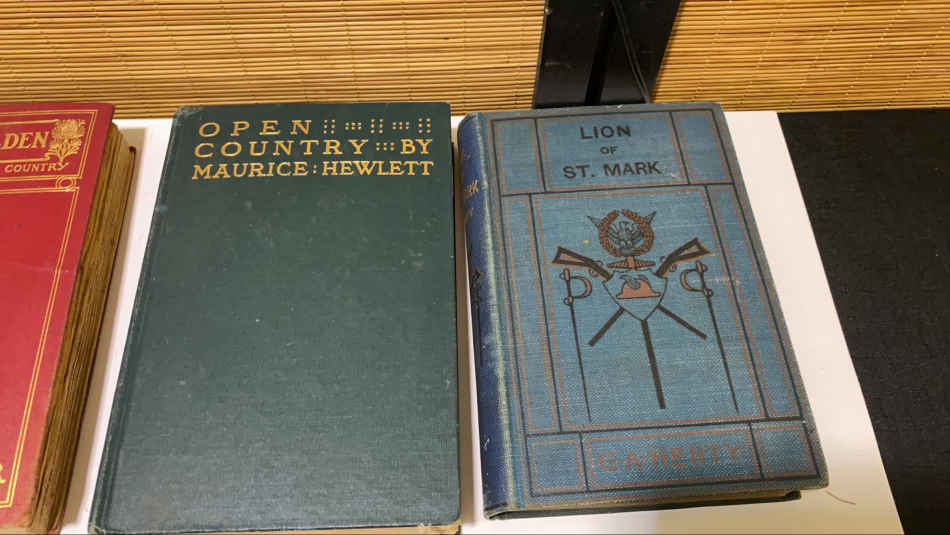 DEN
COUNTRY
R
OPEN
COUNTRY BY
MAURICE : HEWLETT
LION
OF
ST. MARK
G. A. HENTY